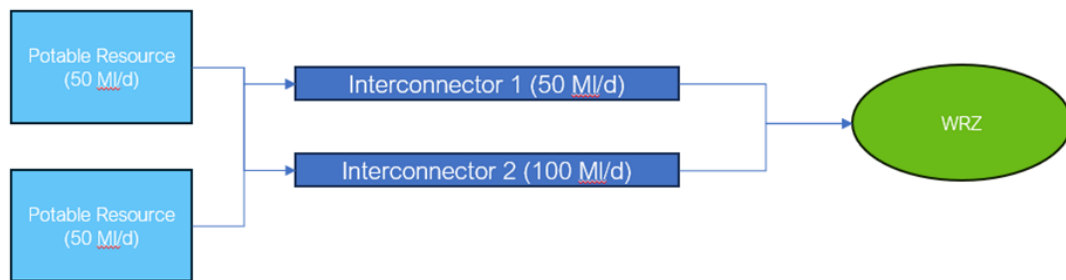 Potable Resource
(50 Ml/d)
Interconnector 1 (50 Ml/d)
WRZ
Interconnector 2 (100 Ml/d)
Potable Resource
(50 Ml/d)